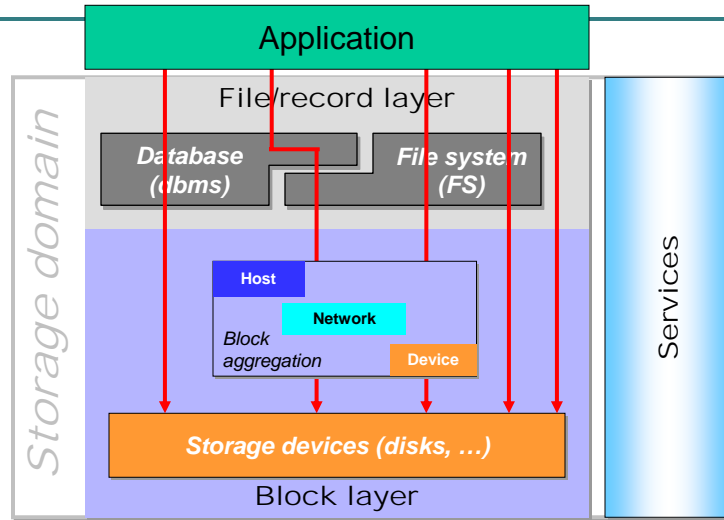 Application
File/record layer
Storage domain
Database
(dbms)
File system
(FS)
Host
Network
Block
aggregation
Device
Services
Storage devices (disks, …)
Block layer